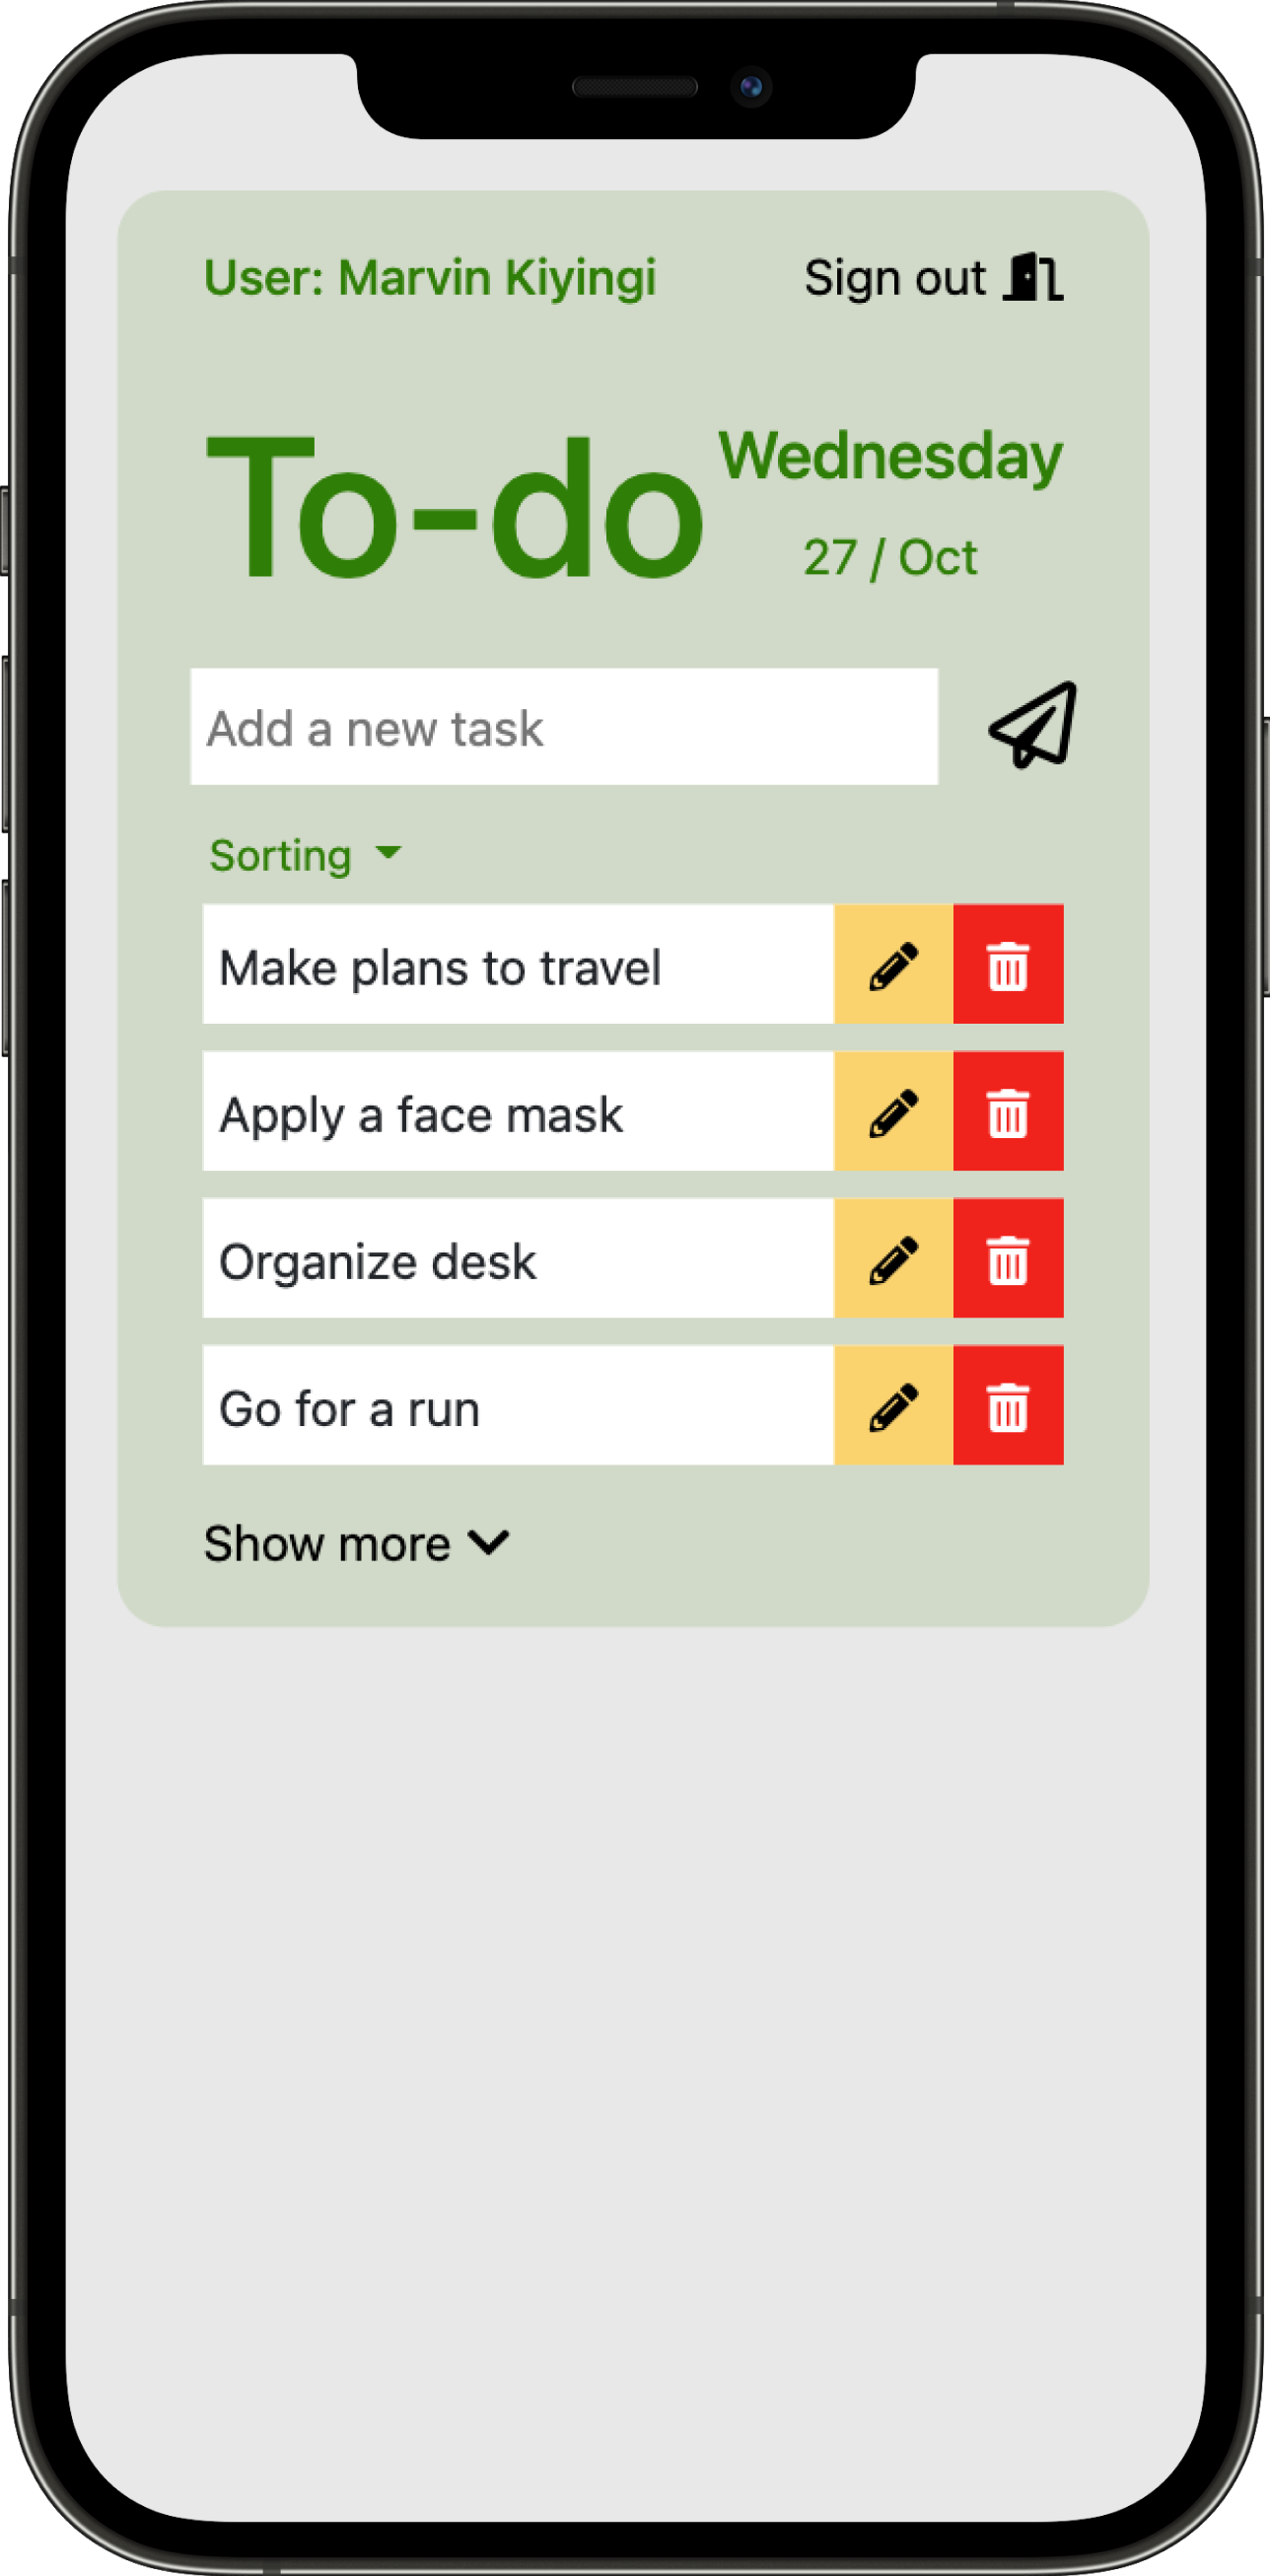 User: Marvin Kiyingi
Sign out
To-do
Wednesday
27 / Oct
Add a new task
Sorting
Make plans to travel
Apply a face mask
Organize desk
Go for a run
Show more